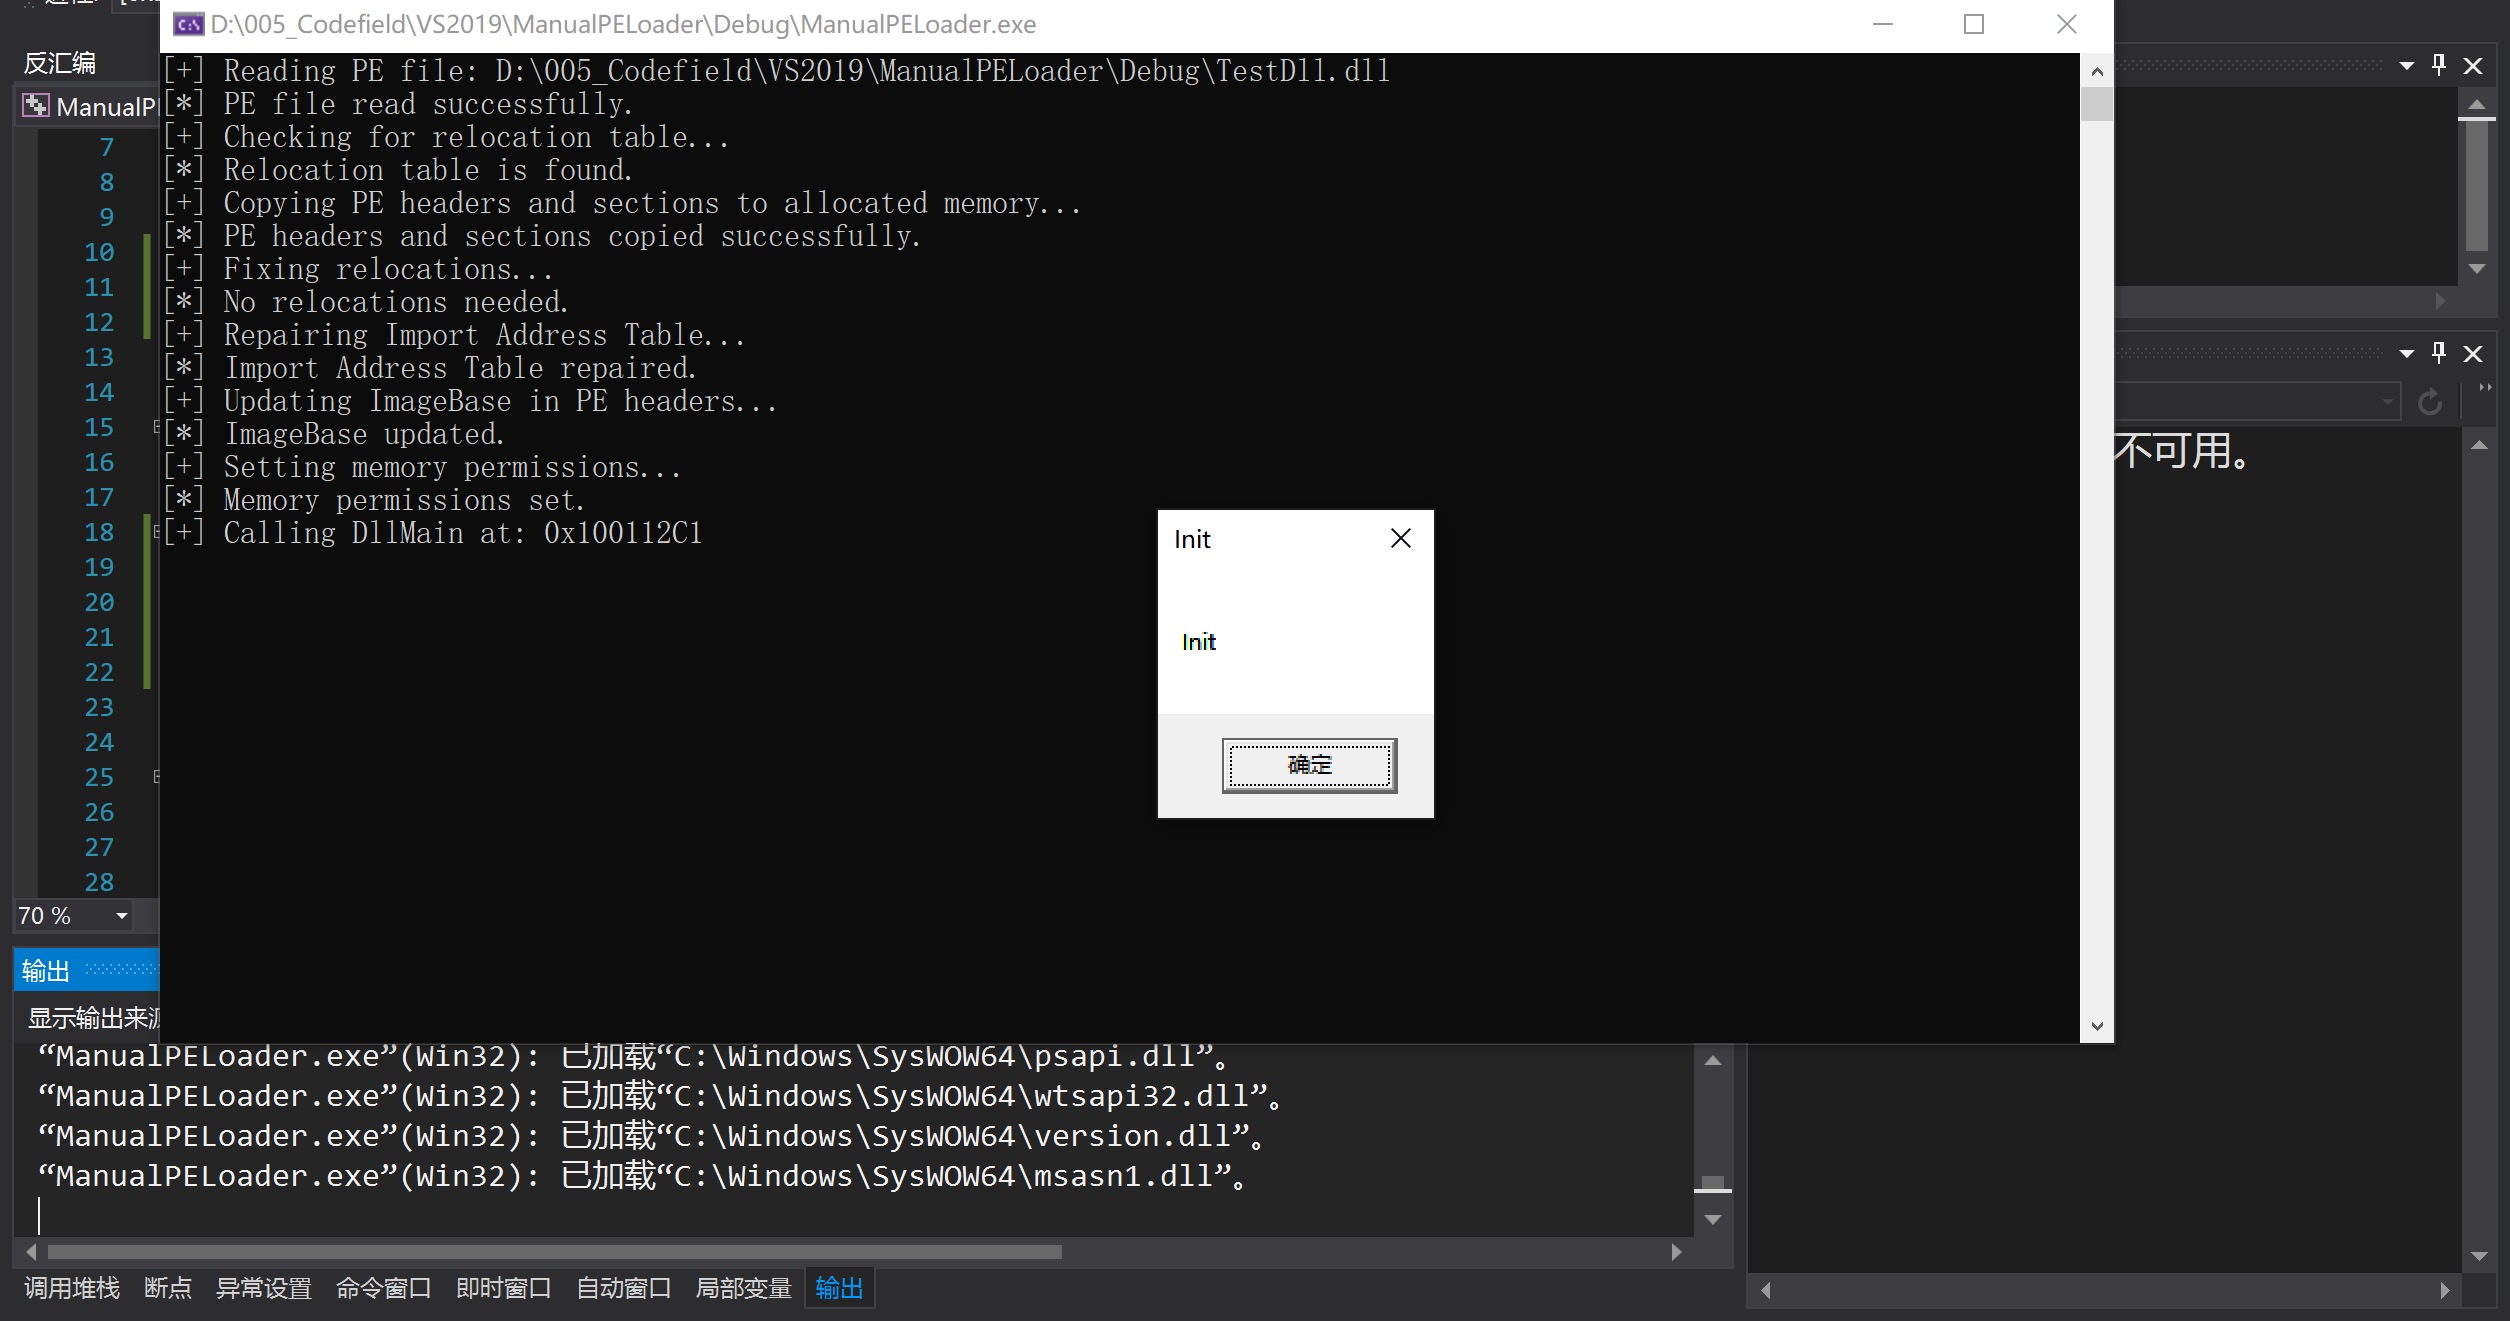 D:\005_Codefield\VS2019\ManualPELoader\Debug\ManualPELoader.exe
反汇编
ManualPE
[+] Reading PE file: D:\005_Codefield\VS2019\ManualPELoader\Debug\TestDll.dll
[*] PE file read successfully.
[+] Checking for relocation table...
[*] Relocation table is found.
[+] Copying PE headers and sections to allocated memory...
[*] PE headers and sections copied successfully.
[+] Fixing relocations...
[*] No relocations needed.
[+] Repairing Import Address Table...
[*] Import Address Table repaired.
[+] Updating ImageBase in PE headers...
[*] ImageBase updated.
[+] Setting memory permissions...
[*] Memory permissions set.
[+] Calling DllMain at: 0x100112C1
7
8
9
10
11
12
13
14
15
16
17
18
19
20
21
22
23
24
25
26
27
28
Init
Init
确定
不可用。
70 %
输出
显示输出来源
“ManualPELoader.exe”(Win32): 已加载“C:\Windows\SysWOW64\psapi.dll”。
“ManualPELoader.exe”(Win32): 已加载“C:\Windows\SysWOW64\wtsapi32.dll”。
“ManualPELoader.exe”(Win32): 已加载“C:\Windows\SysWOW64\version.dll”。
“ManualPELoader.exe”(Win32): 已加载“C:\Windows\SysWOW64\msasn1.dll”。
调用堆栈 断点 异常设置 命令窗口 即时窗口 自动窗口 局部变量 输出